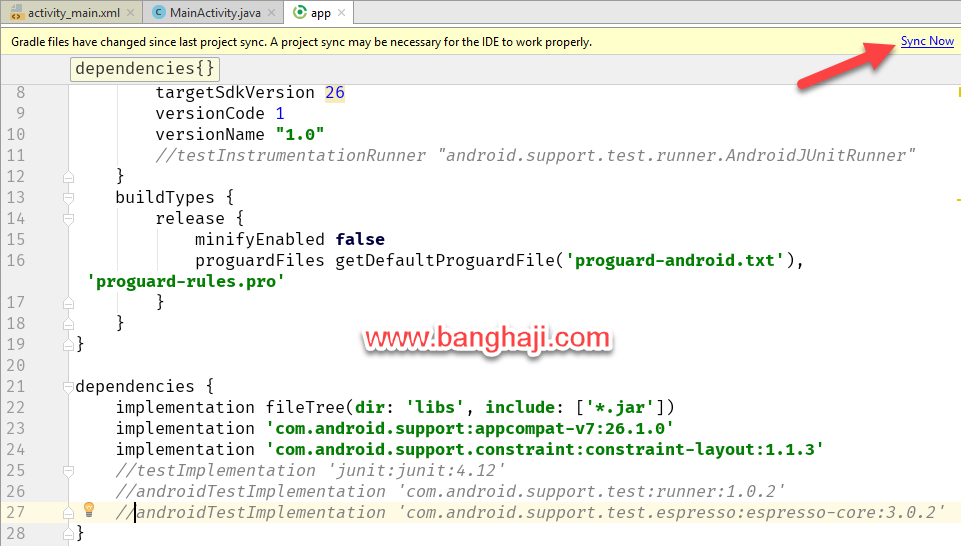 activity_main.xml MainActivity.java app
Gradle files have changed since last project sync. A project sync may be necessary for the IDE to work properly. Sync Now
dependencies{}
8 targetSdkVersion 26
9 versionCode 1
10 versionName "1.0"
11 //testInstrumentationRunner "android.support.test.runner.AndroidJUnitRunner"
12 }
13 buildTypes {
14 release {
15 minifyEnabled false
16 proguardFiles getDefaultProguardFile('proguard-android.txt'),
'proguard-rules.pro'
17 }
18 }
www.banghaji.com
19 }
20
21 dependencies {
22 implementation fileTree(dir: 'libs', include: ['*.jar'])
23 implementation 'com.android.support:appcompat-v7:26.1.0'
24 implementation 'com.android.support.constraint:constraint-layout:1.1.3'
25 //testImplementation 'junit:junit:4.12'
26 //androidTestImplementation 'com.android.support.test:runner:1.0.2'
27 //androidTestImplementation 'com.android.support.test.espresso:espresso-core:3.0.2'
28 }